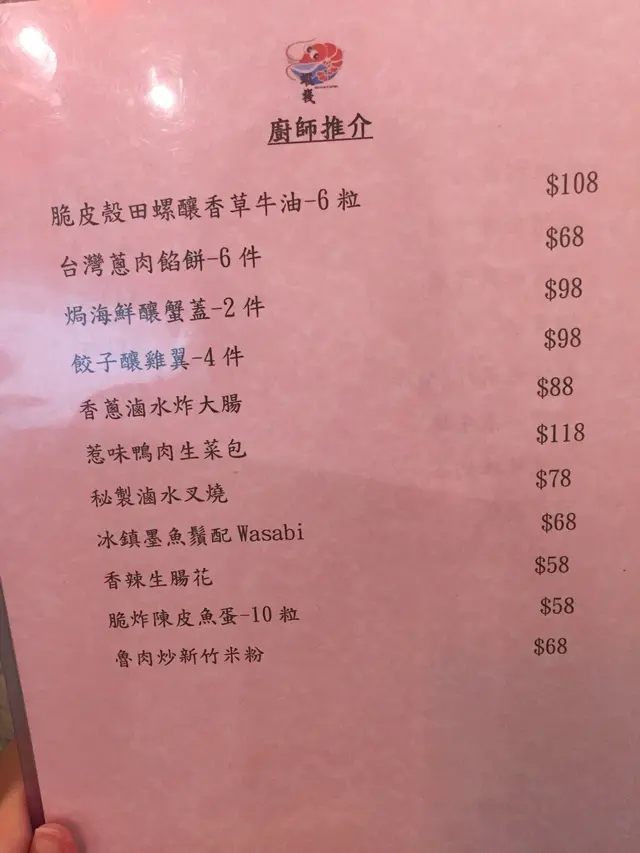 蝦餞
廚師推介
脆皮殼田螺釀香草牛油-6 粒 $108
台灣蔥肉餡餅-6 件 $68
焗海鮮釀蟹蓋-2 件 $98
餃子釀雞翼-4 件 $98
香蔥滷水炸大腸 $88
惹味鴨肉生菜包 $118
秘製滷水叉燒 $78
冰鎮墨魚鬚配 Wasabi $68
香辣生腸花 $58
脆炸陳皮魚蛋-10 粒 $58
魯肉炒新竹米粉 $68